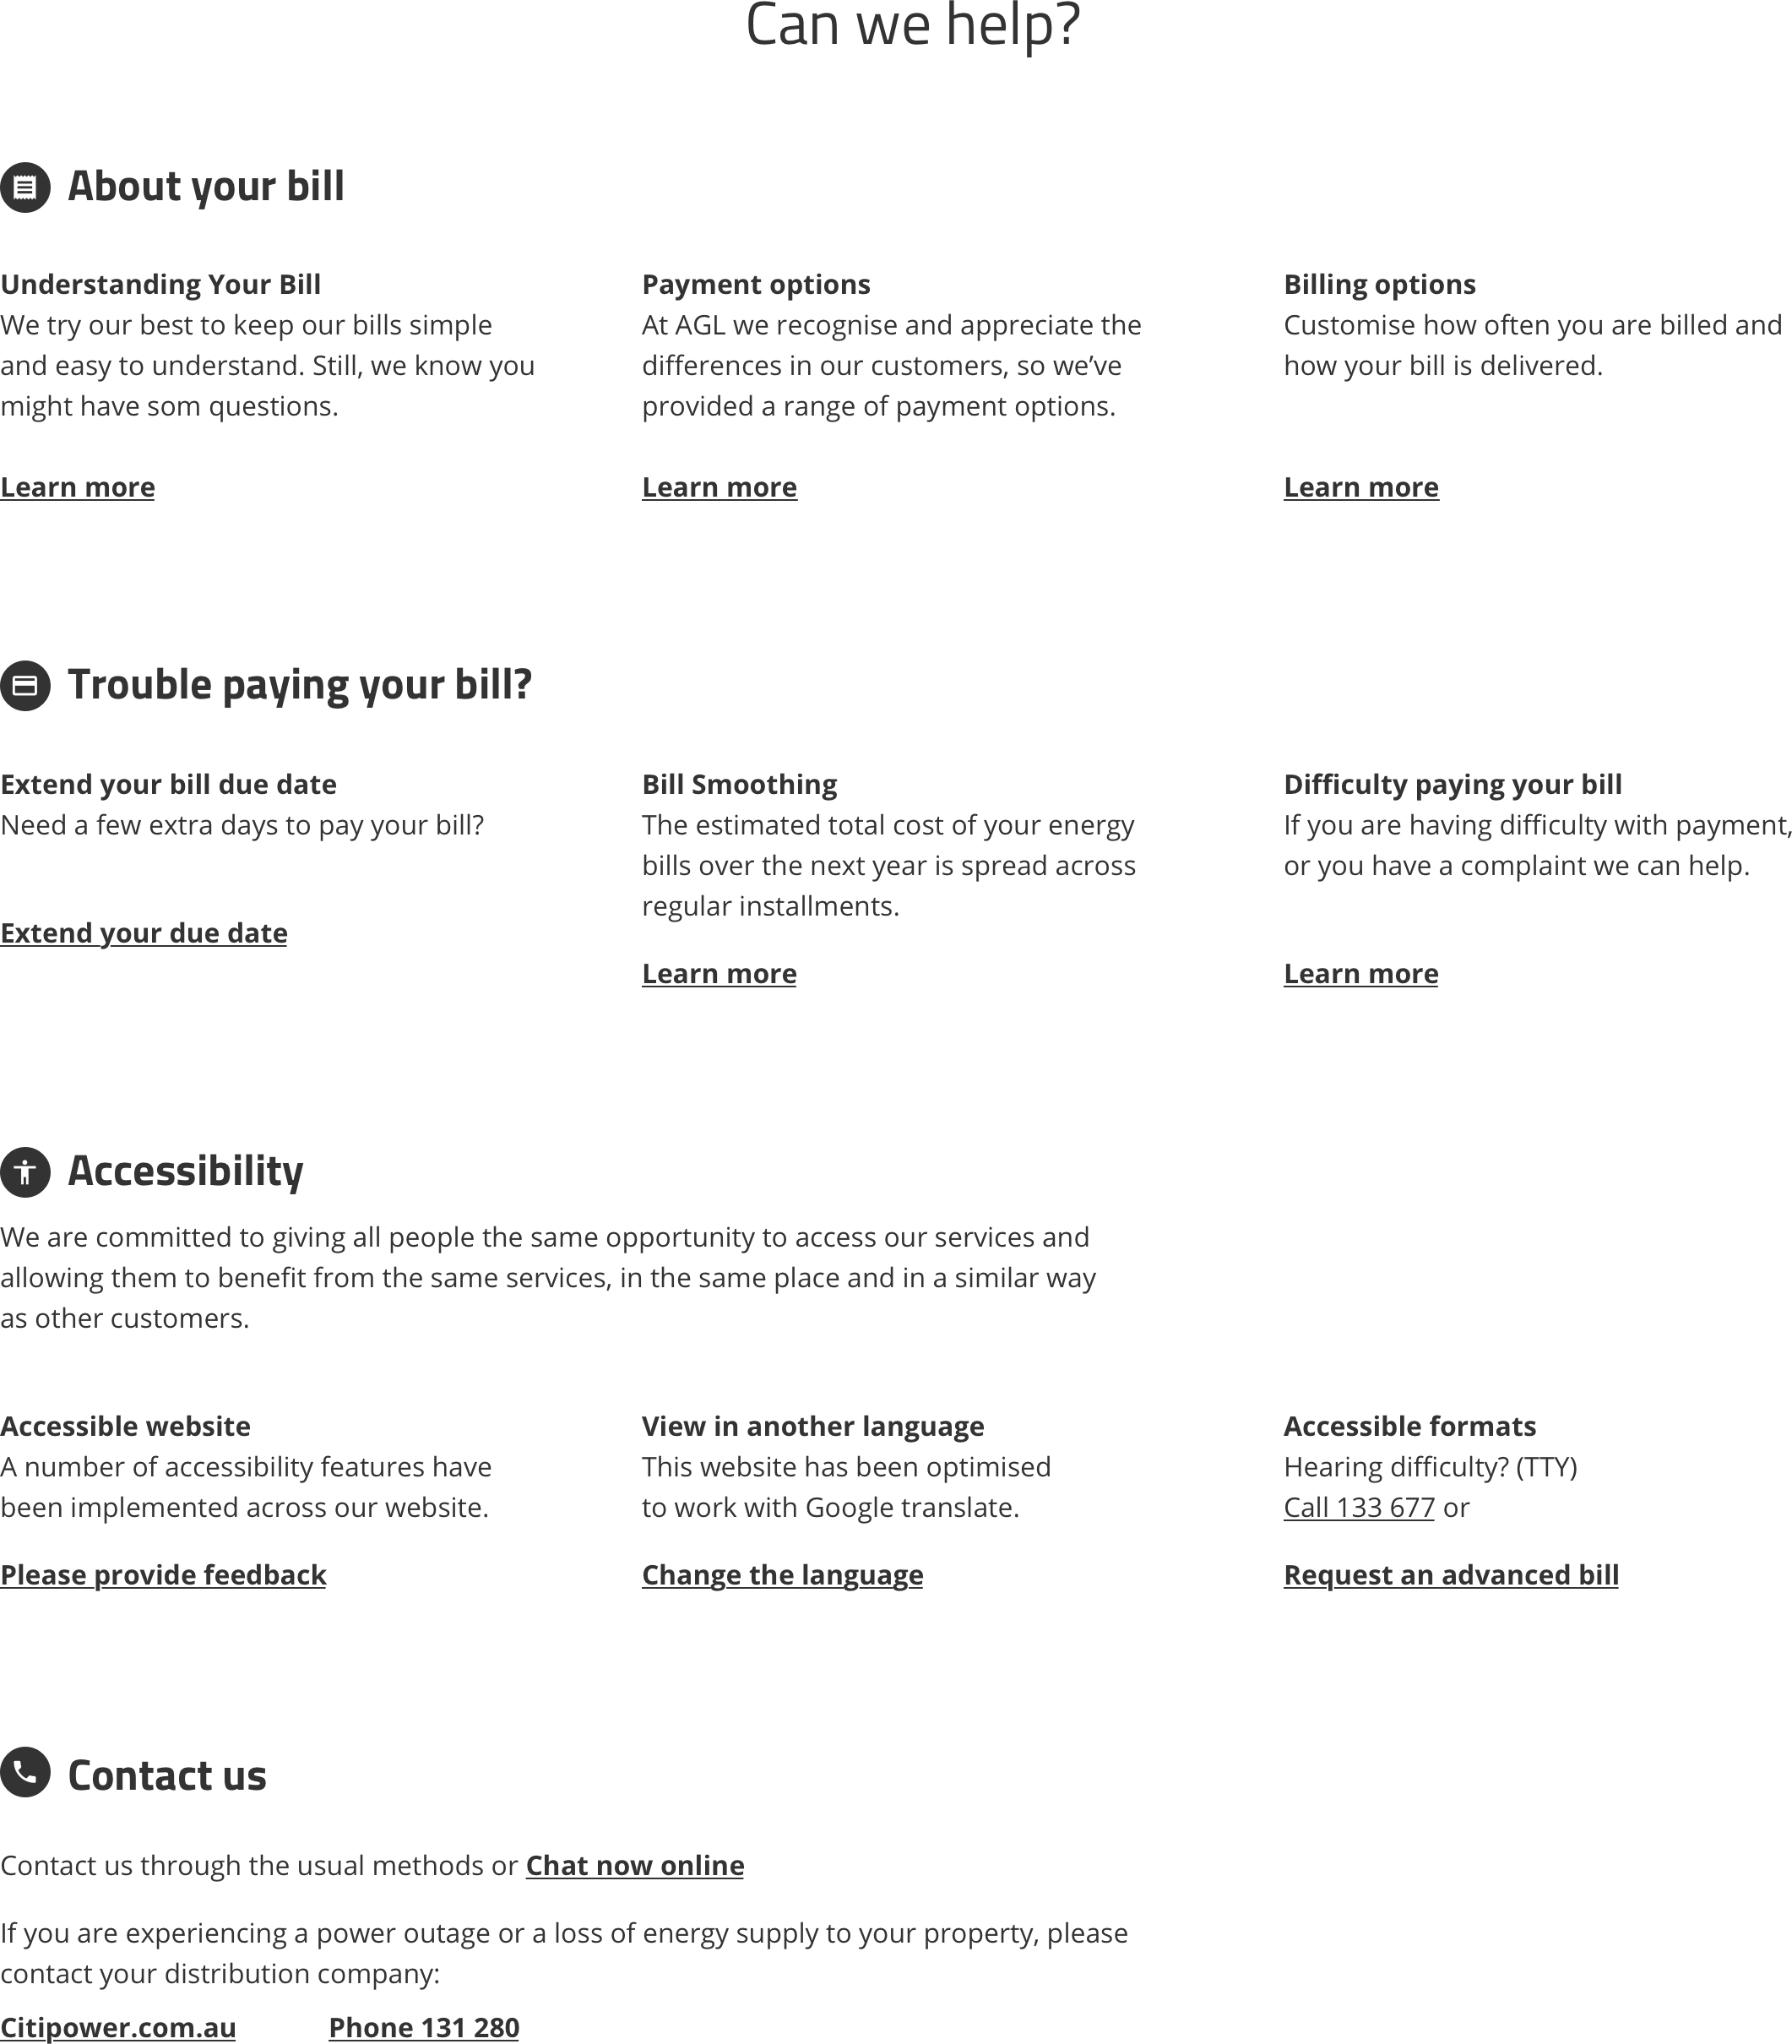 Can we help?
About your bill
Understanding Your Bill
We try our best to keep our bills simple
and easy to understand. Still, we know you
might have som questions.
Learn more
Payment options
At AGL we recognise and appreciate the
differences in our customers, so we’ve
provided a range of payment options.
Learn more
Billing options
Customise how often you are billed and
how your bill is delivered.
Learn more
Trouble paying your bill?
Extend your bill due date
Need a few extra days to pay your bill?
Extend your due date
Bill Smoothing
The estimated total cost of your energy
bills over the next year is spread across
regular installments.
Learn more
Difficulty paying your bill
If you are having difficulty with payment,
or you have a complaint we can help.
Learn more
Accessibility
We are committed to giving all people the same opportunity to access our services and
allowing them to benefit from the same services, in the same place and in a similar way
as other customers.
Accessible website
A number of accessibility features have
been implemented across our website.
Please provide feedback
View in another language
This website has been optimised
to work with Google translate.
Change the language
Accessible formats
Hearing difficulty? (TTY)
Call 133 677 or
Request an advanced bill
Contact us
Contact us through the usual methods or Chat now online
If you are experiencing a power outage or a loss of energy supply to your property, please
contact your distribution company:
Citipower.com.au Phone 131 280